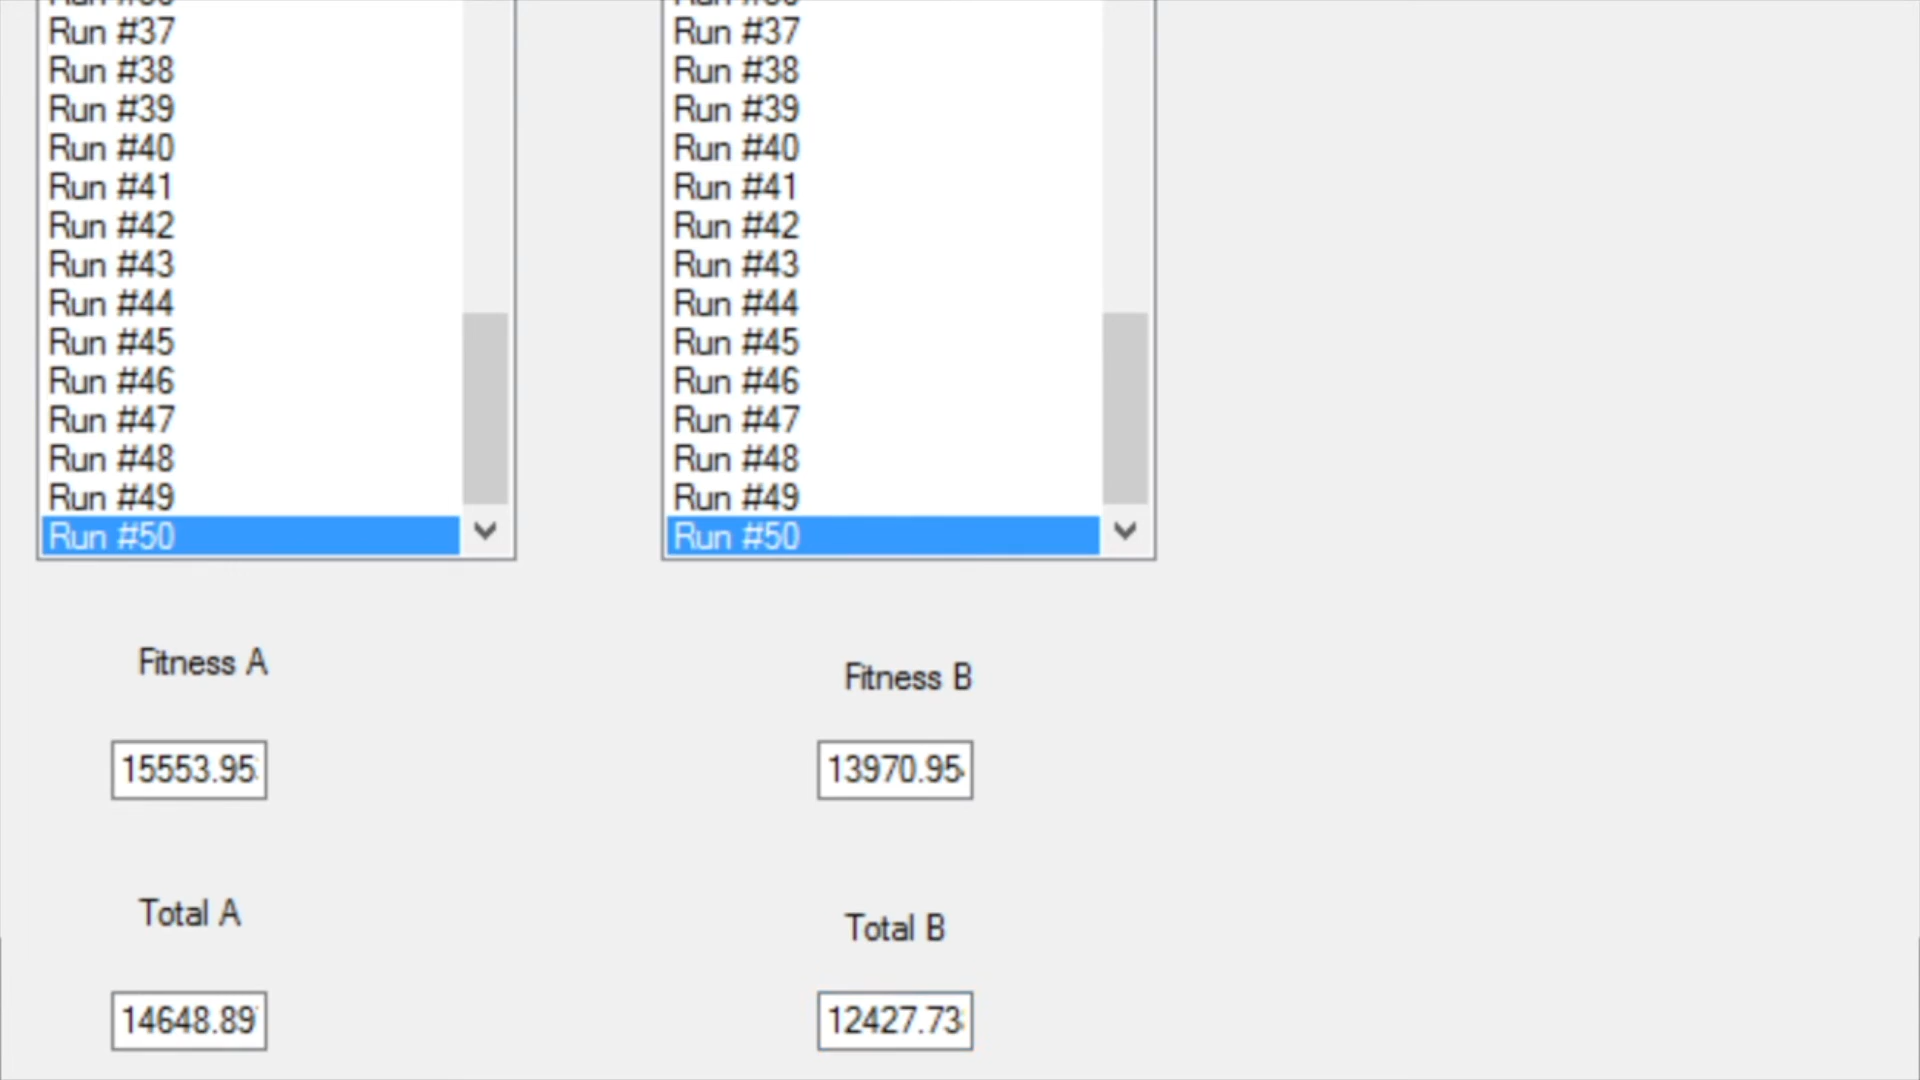 Run #37
Run #38
Run #39
Run #40
Run #41
Run #42
Run #43
Run #44
Run #45
Run #46
Run #47
Run #48
Run #49
Run #50
Run #37
Run #38
Run #39
Run #40
Run #41
Run #42
Run #43
Run #44
Run #45
Run #46
Run #47
Run #48
Run #49
Run #50
Fitness A
Fitness B
15553.95
13970.95
Total A
Total B
14648.89
12427.73